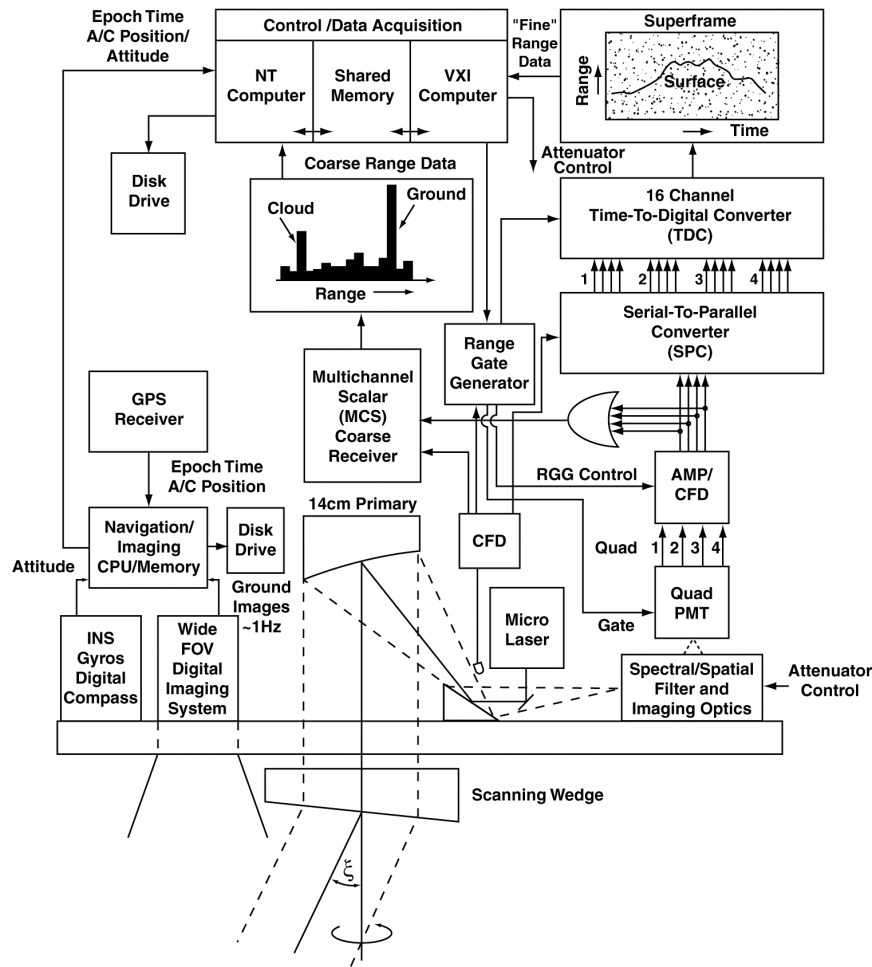 Epoch Time
A/C Position/
Attitude
Control /Data Acquisition
NT
Computer
Shared
Memory
VXI
Computer
"Fine"
Range
Data
Superframe
Range
Surface
Time
Disk
Drive
Coarse Range Data
Cloud
Ground
Range
Attenuator
Control
16 Channel
Time-To-Digital Converter
(TDC)
1 2 3 4
Serial-To-Parallel
Converter
(SPC)
Range
Gate
Generator
Multichannel
Scalar
(MCS)
Coarse
Receiver
GPS
Receiver
Epoch Time
A/C Position
RGG Control
AMP/
CFD
14cm Primary
Navigation/
Imaging
CPU/Memory
Disk
Drive
CFD
Quad
1 2 3 4
Attitude
Ground
Images
~1Hz
Micro
Laser
Quad
PMT
Gate
INS
Gyros
Digital
Compass
Wide
FOV
Digital
Imaging
System
Spectral/Spatial
Filter and
Imaging Optics
Attenuator
Control
Scanning Wedge
ξ